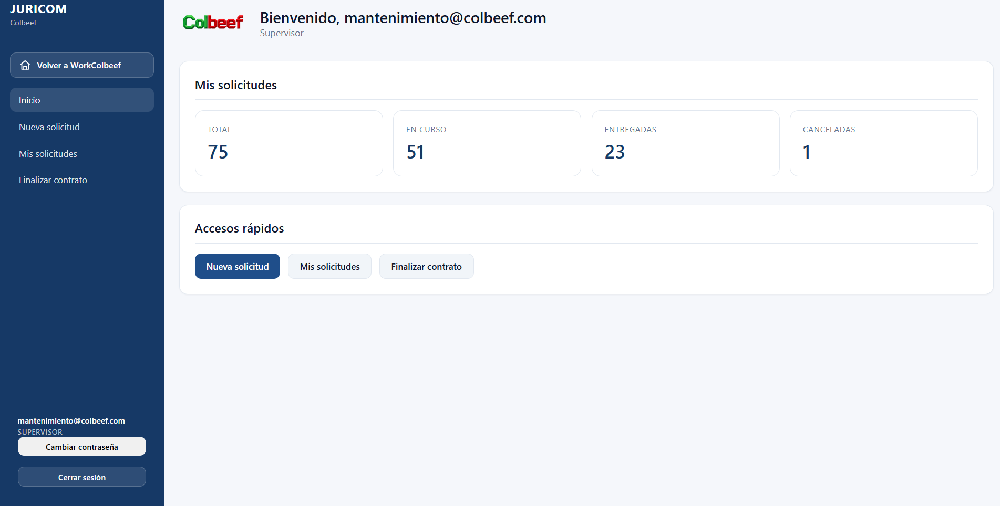 JURICOM
Colbeef
Volver a WorkColbeef
Inicio
Nueva solicitud
Mis solicitudes
Finalizar contrato
mantenimiento@colbeef.com
SUPERVISOR
Cambiar contraseña
Cerrar sesión
Colbeef
Bienvenido, mantenimiento@colbeef.com
Supervisor
Mis solicitudes
TOTAL
75
EN CURSO
51
ENTREGADAS
23
CANCELADAS
1
Accesos rápidos
Nueva solicitud
Mis solicitudes
Finalizar contrato